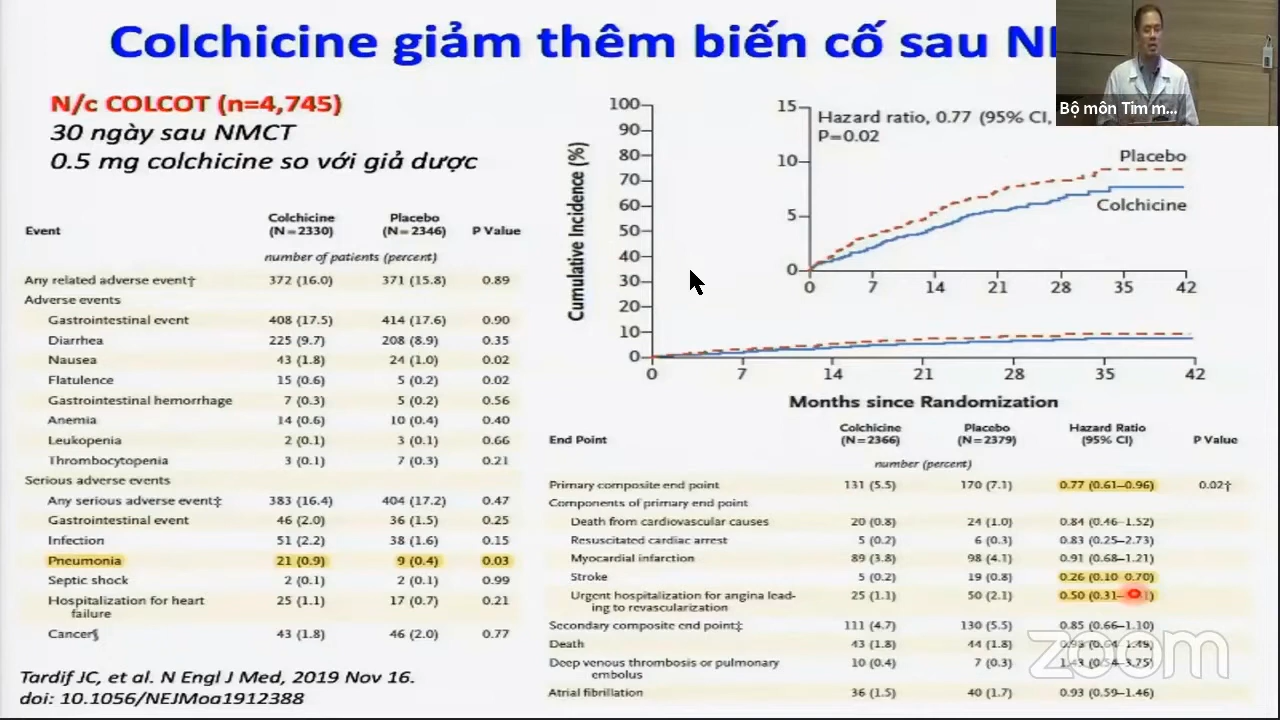 Colchicine giảm thêm biến cố sau
Bộ môn Tim m...
N/c COLCOT (n=4,745)
30 ngày sau NMCT
0.5 mg colchicine so với giả dược
Event Colchicine (N=2330) Placebo (N=2346) P Value
number of patients (percent)
Any related adverse event† 372 (16.0) 371 (15.8) 0.89
Adverse events
Gastrointestinal event 408 (17.5) 414 (17.6) 0.90
Diarrhea 225 (9.7) 208 (8.9) 0.35
Nausea 43 (1.8) 24 (1.0) 0.02
Flatulence 15 (0.6) 5 (0.2) 0.02
Gastrointestinal hemorrhage 7 (0.3) 5 (0.2) 0.56
Anemia 14 (0.6) 10 (0.4) 0.40
Leukopenia 2 (0.1) 3 (0.1) 0.66
Thrombocytopenia 3 (0.1) 7 (0.3) 0.21
Serious adverse events
Any serious adverse event‡ 383 (16.4) 404 (17.2) 0.47
Gastrointestinal event 46 (2.0) 36 (1.5) 0.25
Infection 51 (2.2) 38 (1.6) 0.15
Pneumonia 21 (0.9) 9 (0.4) 0.03
Septic shock 2 (0.1) 2 (0.1) 0.99
Hospitalization for heart 25 (1.1) 17 (0.7) 0.21
failure
Cancer§ 43 (1.8) 46 (2.0) 0.77
Tardif JC, et al. N Engl J Med, 2019 Nov 16.
doi: 10.1056/NEJMoa1912388
Cumulative Incidence (%)
100
90
80
70
60
50
40
30
20
10
0
0 7 14 21 28 35 42
Months since Randomization
15
10
5
0
0 7 14 21 28 35 42
Hazard ratio, 0.77 (95% CI,
P=0.02
Placebo
Colchicine
End Point Colchicine (N=2366) Placebo (N=2379) Hazard Ratio (95% CI) P Value
number (percent)
Primary composite end point 131 (5.5) 170 (7.1) 0.77 (0.61–0.96) 0.02†
Components of primary end point
Death from cardiovascular causes 20 (0.8) 24 (1.0) 0.84 (0.46–1.52)
Resuscitated cardiac arrest 5 (0.2) 6 (0.3) 0.83 (0.25–2.73)
Myocardial infarction 89 (3.8) 98 (4.1) 0.91 (0.68–1.21)
Stroke 5 (0.2) 19 (0.8) 0.26 (0.10–0.70)
Urgent hospitalization for angina lead- 25 (1.1) 50 (2.1) 0.50 (0.31–
ing to revascularization
Secondary composite end point‡ 111 (4.7) 130 (5.5) 0.85 (0.66–1.10)
Death 43 (1.8) 44 (1.8)
Deep venous thrombosis or pulmonary 10 (0.4) 7 (0.3) 1.43 (0.54–3.75)
embolus
Atrial fibrillation 36 (1.5) 40 (1.7) 0.93 (0.59–1.46)
zoom